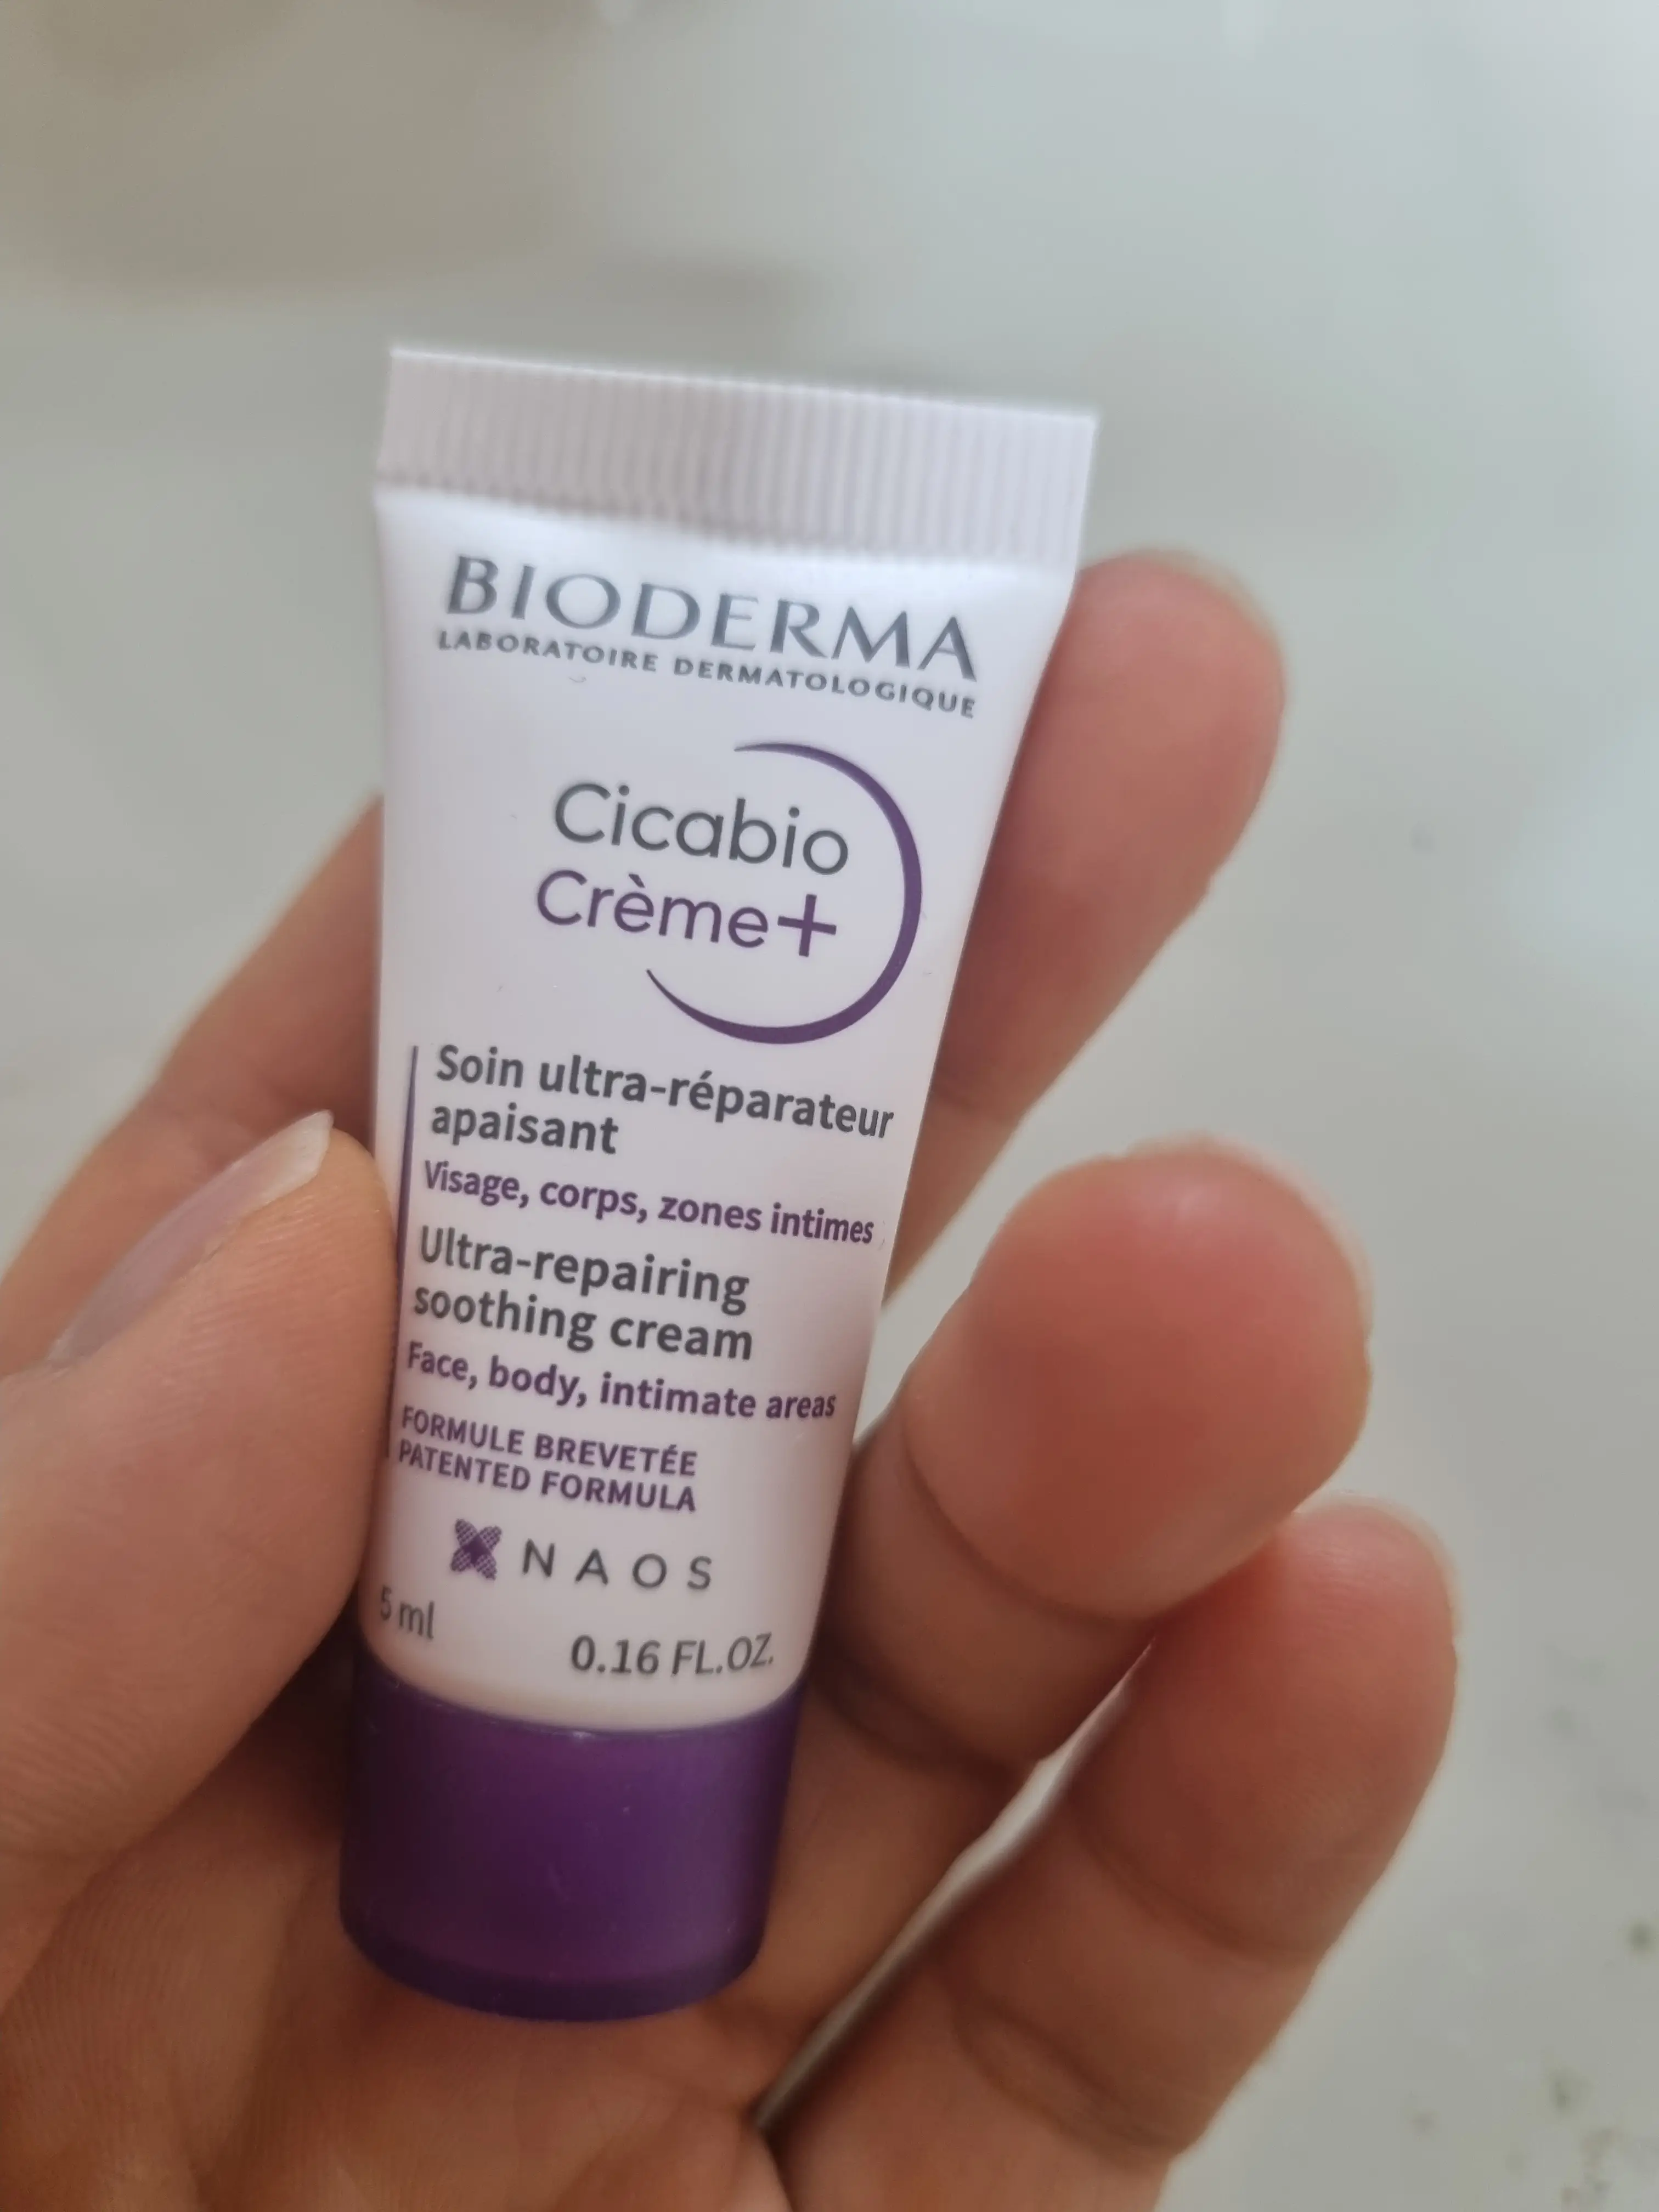 BIODERMA
LABORATOIRE DERMATOLOGIQUE
Cicabio
Crème+
Soin ultra-réparateur
apaisant
Visage, corps, zones intimes
Ultra-repairing
soothing cream
Face, body, intimate areas
FORMULE BREVETÉE
PATENTED FORMULA
NAOS
5 ml 0.16 FL.OZ.